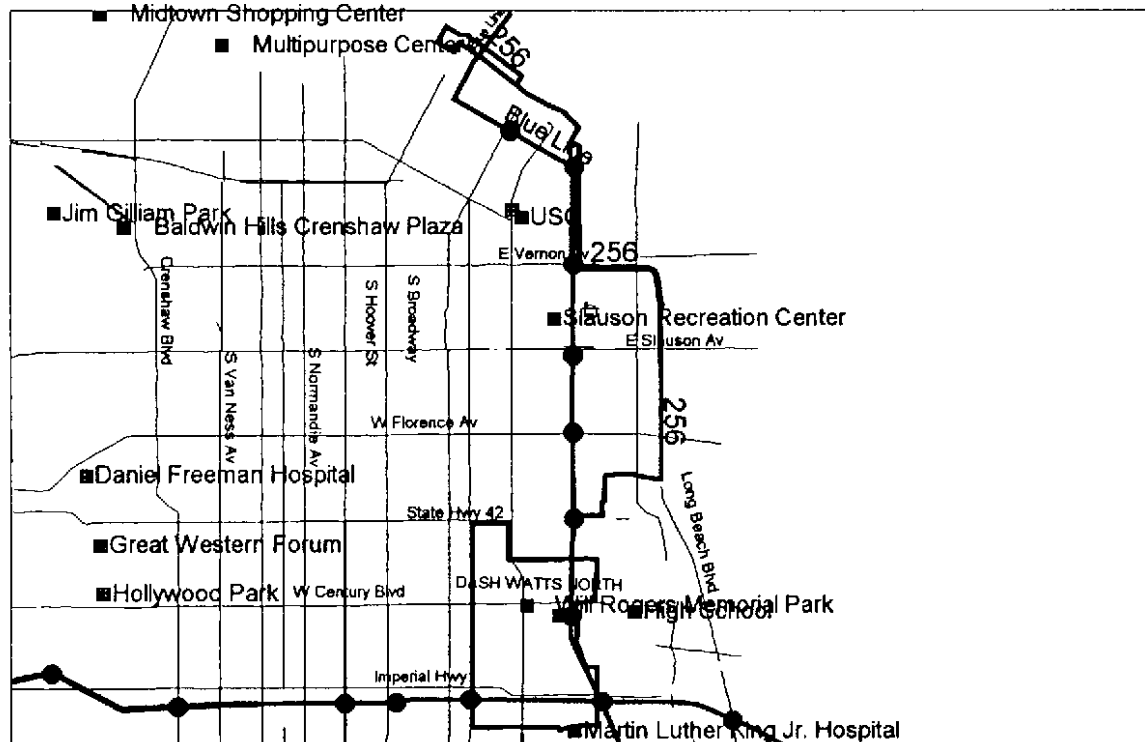 Midtown Shopping Center
Multipurpose Center
256
Blue Line
Jim Gilliam Park
USC
Baldwin Hills Crenshaw Plaza
E Vernon Av
256
Crenshaw Blvd
S Hoover St
S Broadway
Slauson Recreation Center
E Slauson Av
S Van Ness Av
S Normandie Av
256
W Florence Av
Daniel Freeman Hospital
Long Beach Blvd
State Hwy 42
Great Western Forum
DASH WATTS NORTH
Hollywood Park
W Century Blvd
Will Rogers Memorial Park
High School
Imperial Hwy
Martin Luther King Jr. Hospital